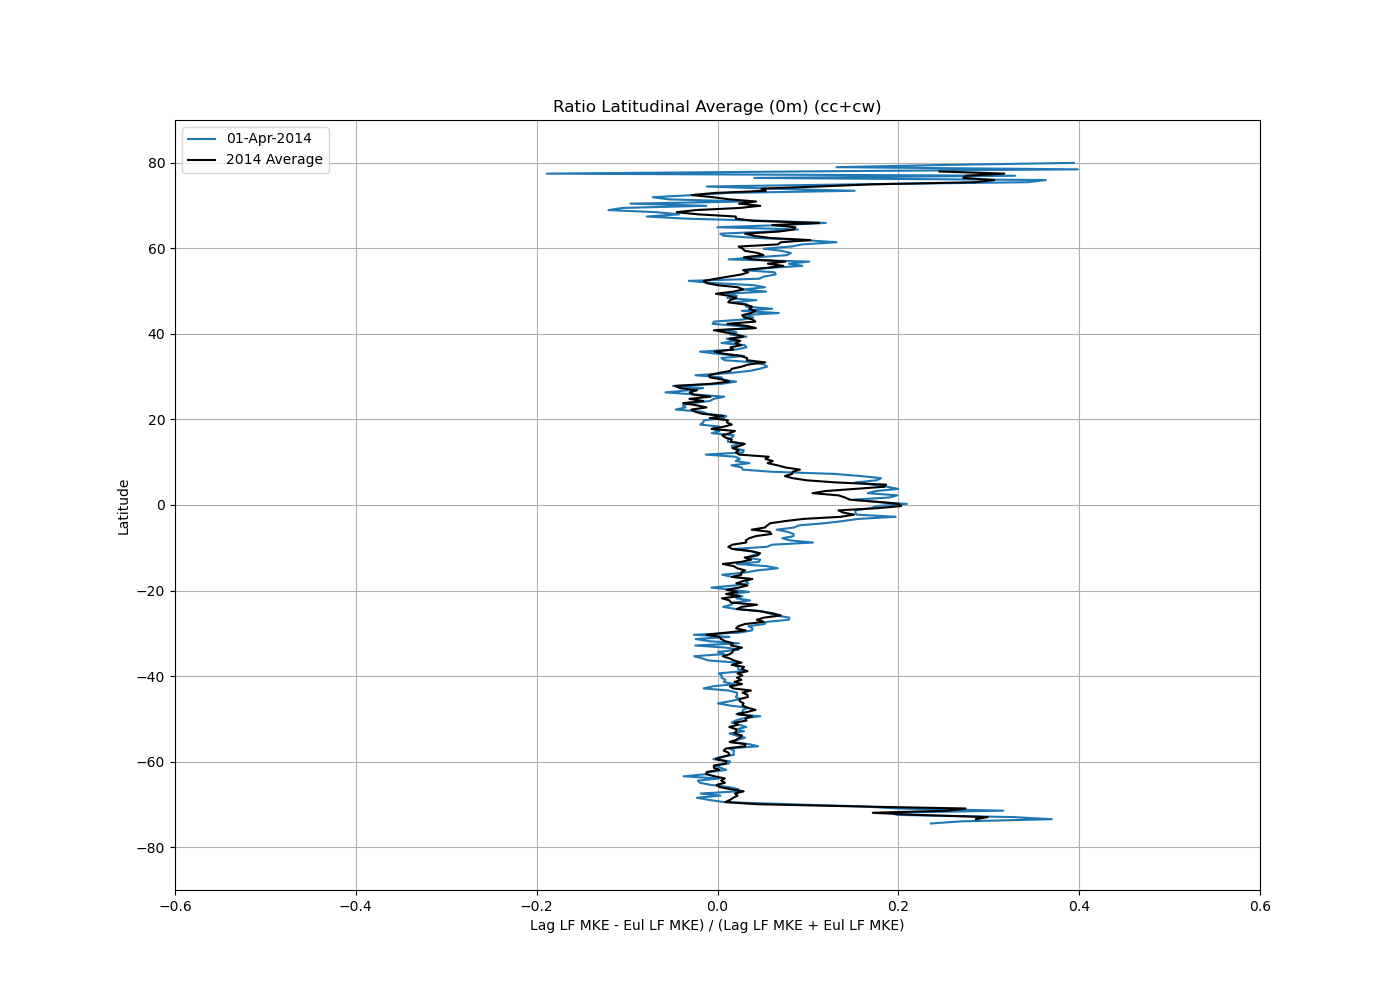 Ratio Latitudinal Average (0m) (cc+cw)
01-Apr-2014
2014 Average
80
60
40
20
0
−20
−40
−60
−80
Latitude
−0.6 −0.4 −0.2 0.0 0.2 0.4 0.6
Lag LF MKE - Eul LF MKE) / (Lag LF MKE + Eul LF MKE)